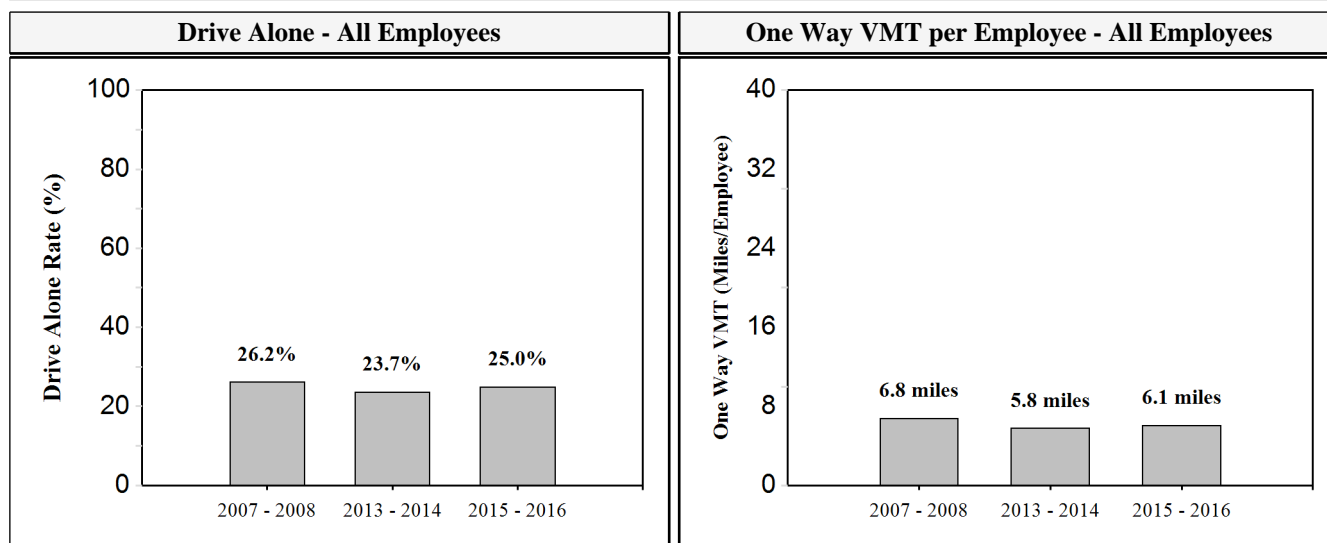 Drive Alone - All Employees
One Way VMT per Employee - All Employees
Drive Alone Rate (%)
100
80
60
40
20
0
26.2%
23.7%
25.0%
2007 - 2008
2013 - 2014
2015 - 2016
One Way VMT (Miles/Employee)
40
32
24
16
8
0
6.8 miles
5.8 miles
6.1 miles
2007 - 2008
2013 - 2014
2015 - 2016